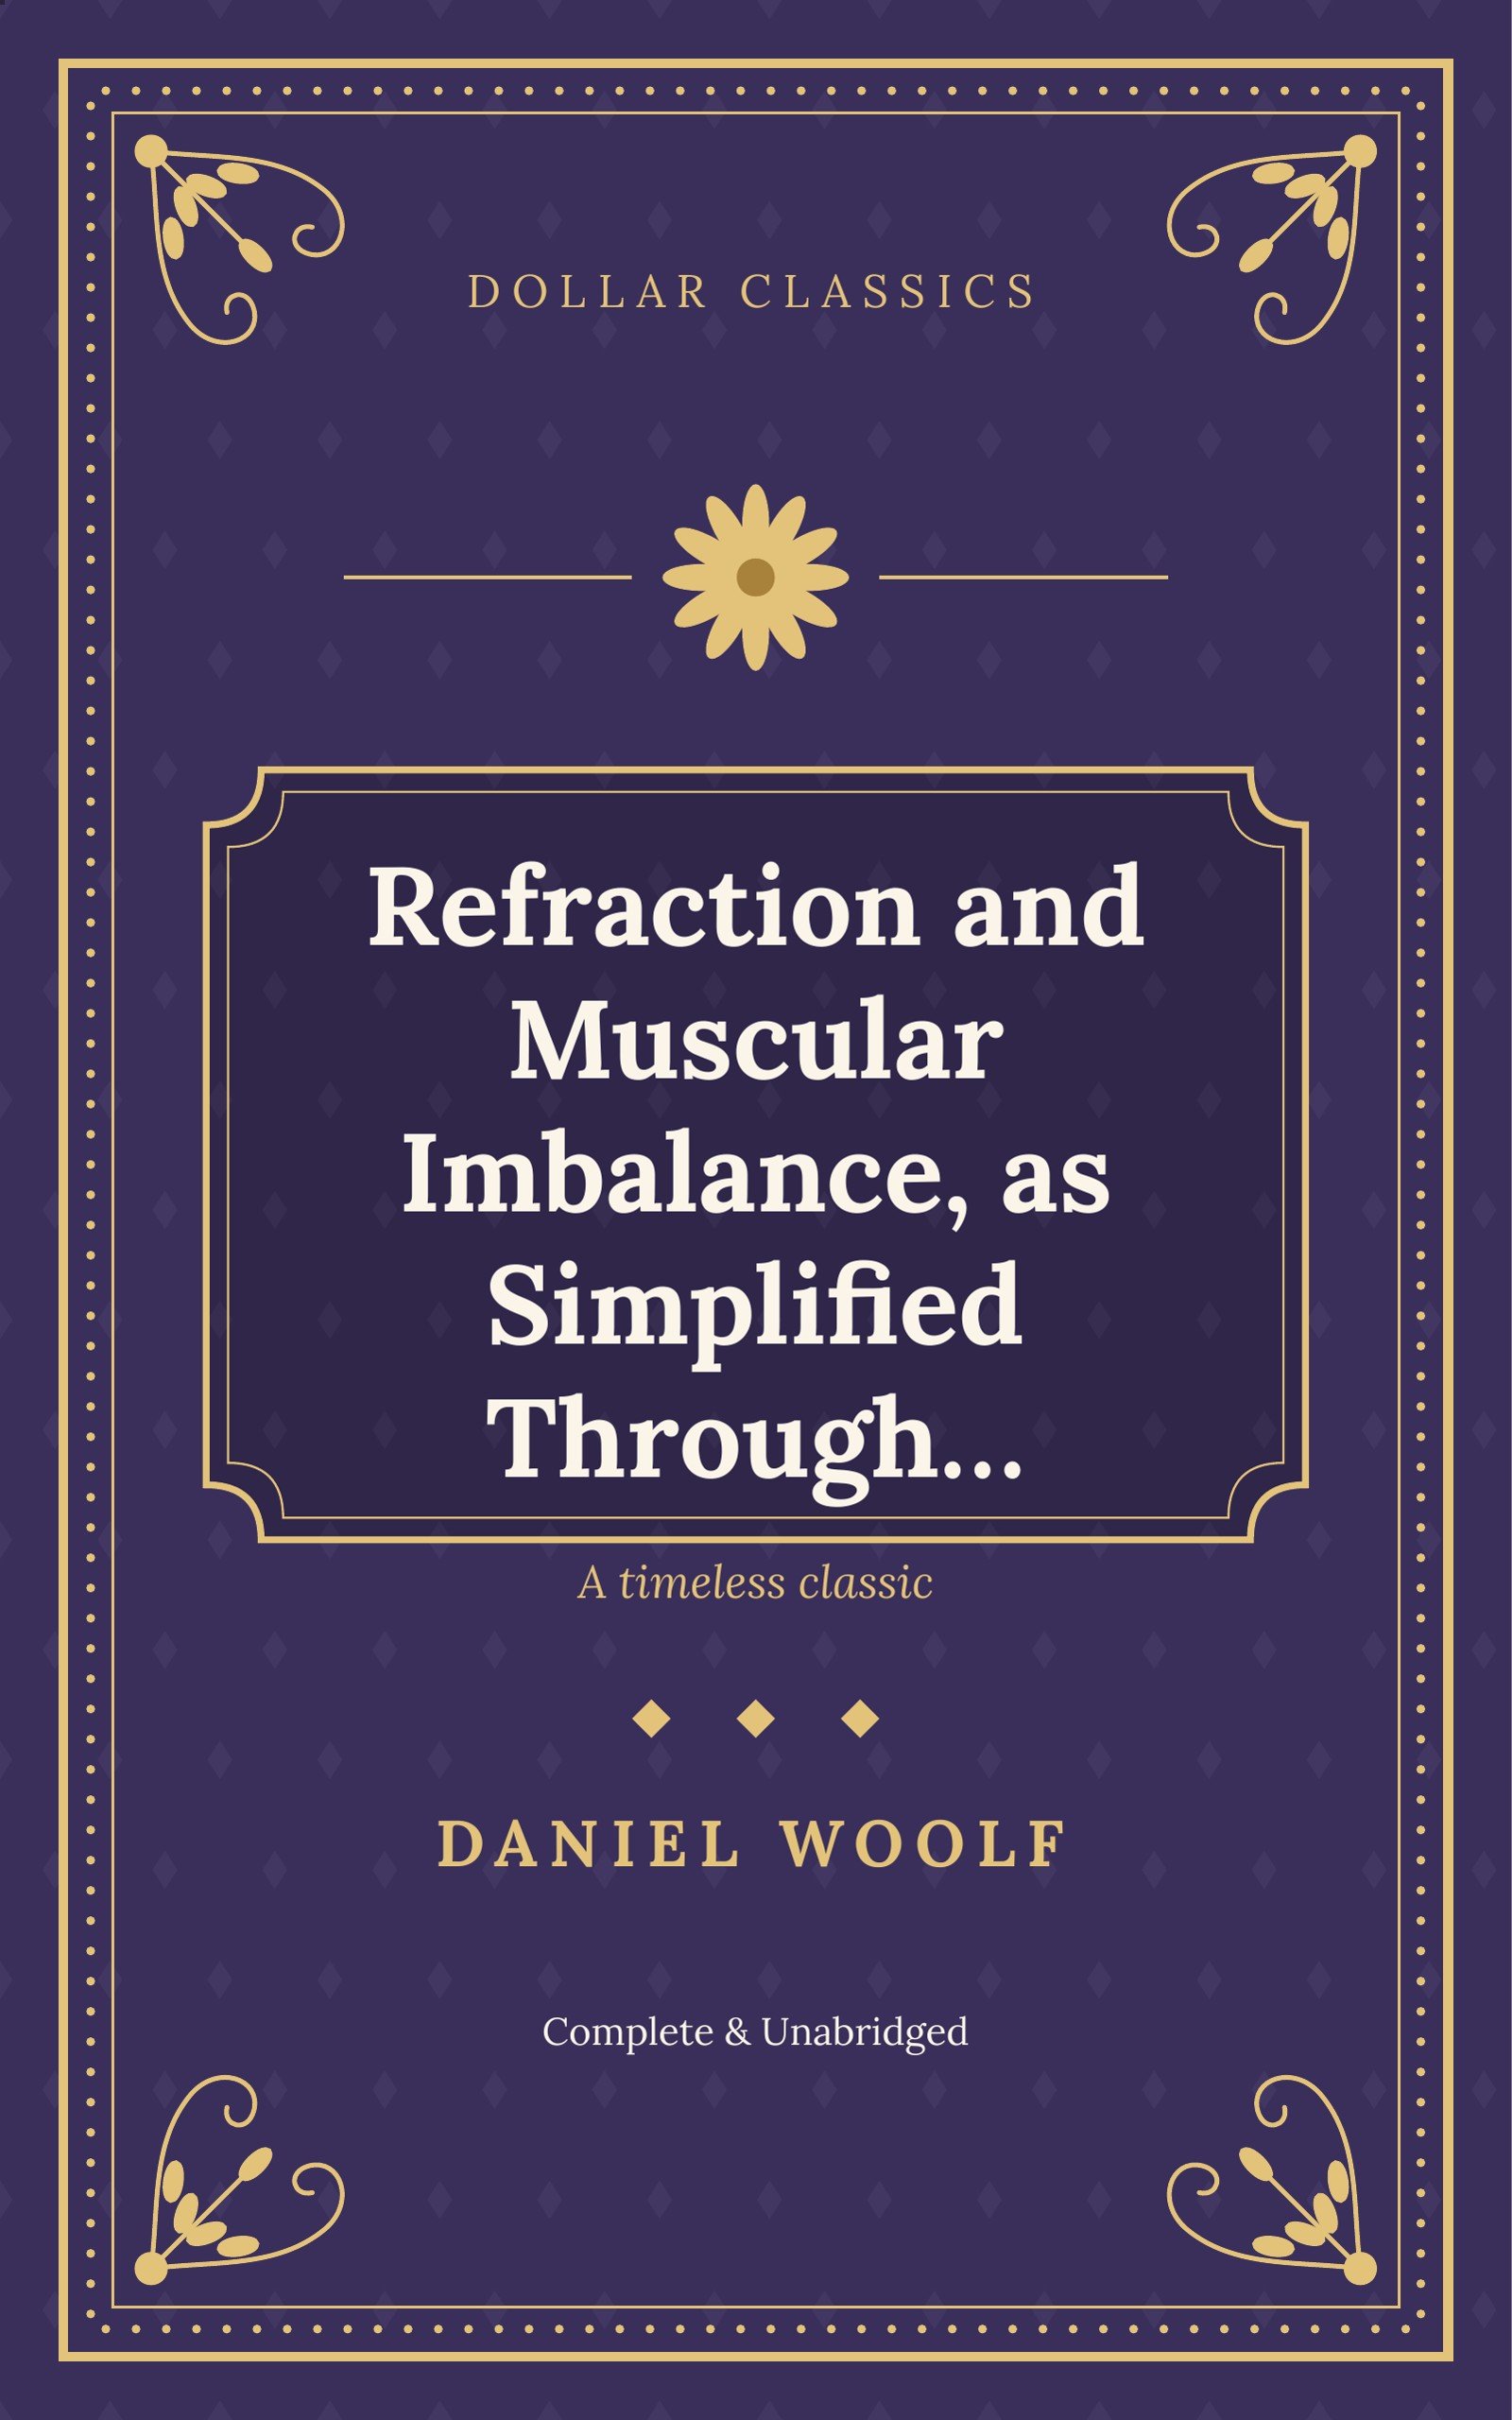 DOLLAR CLASSICS
Refraction and
Muscular
Imbalance, as
Simplified
Through...
A timeless classic
DANIEL WOOLF
Complete & Unabridged